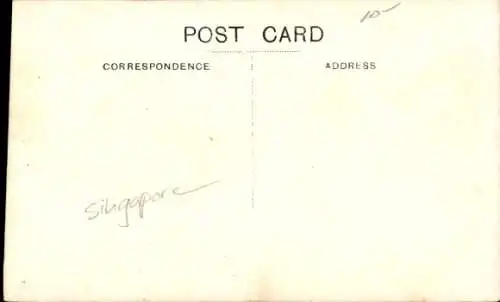 10-
POST CARD
CORRESPONDENCE ADDRESS
Singapore